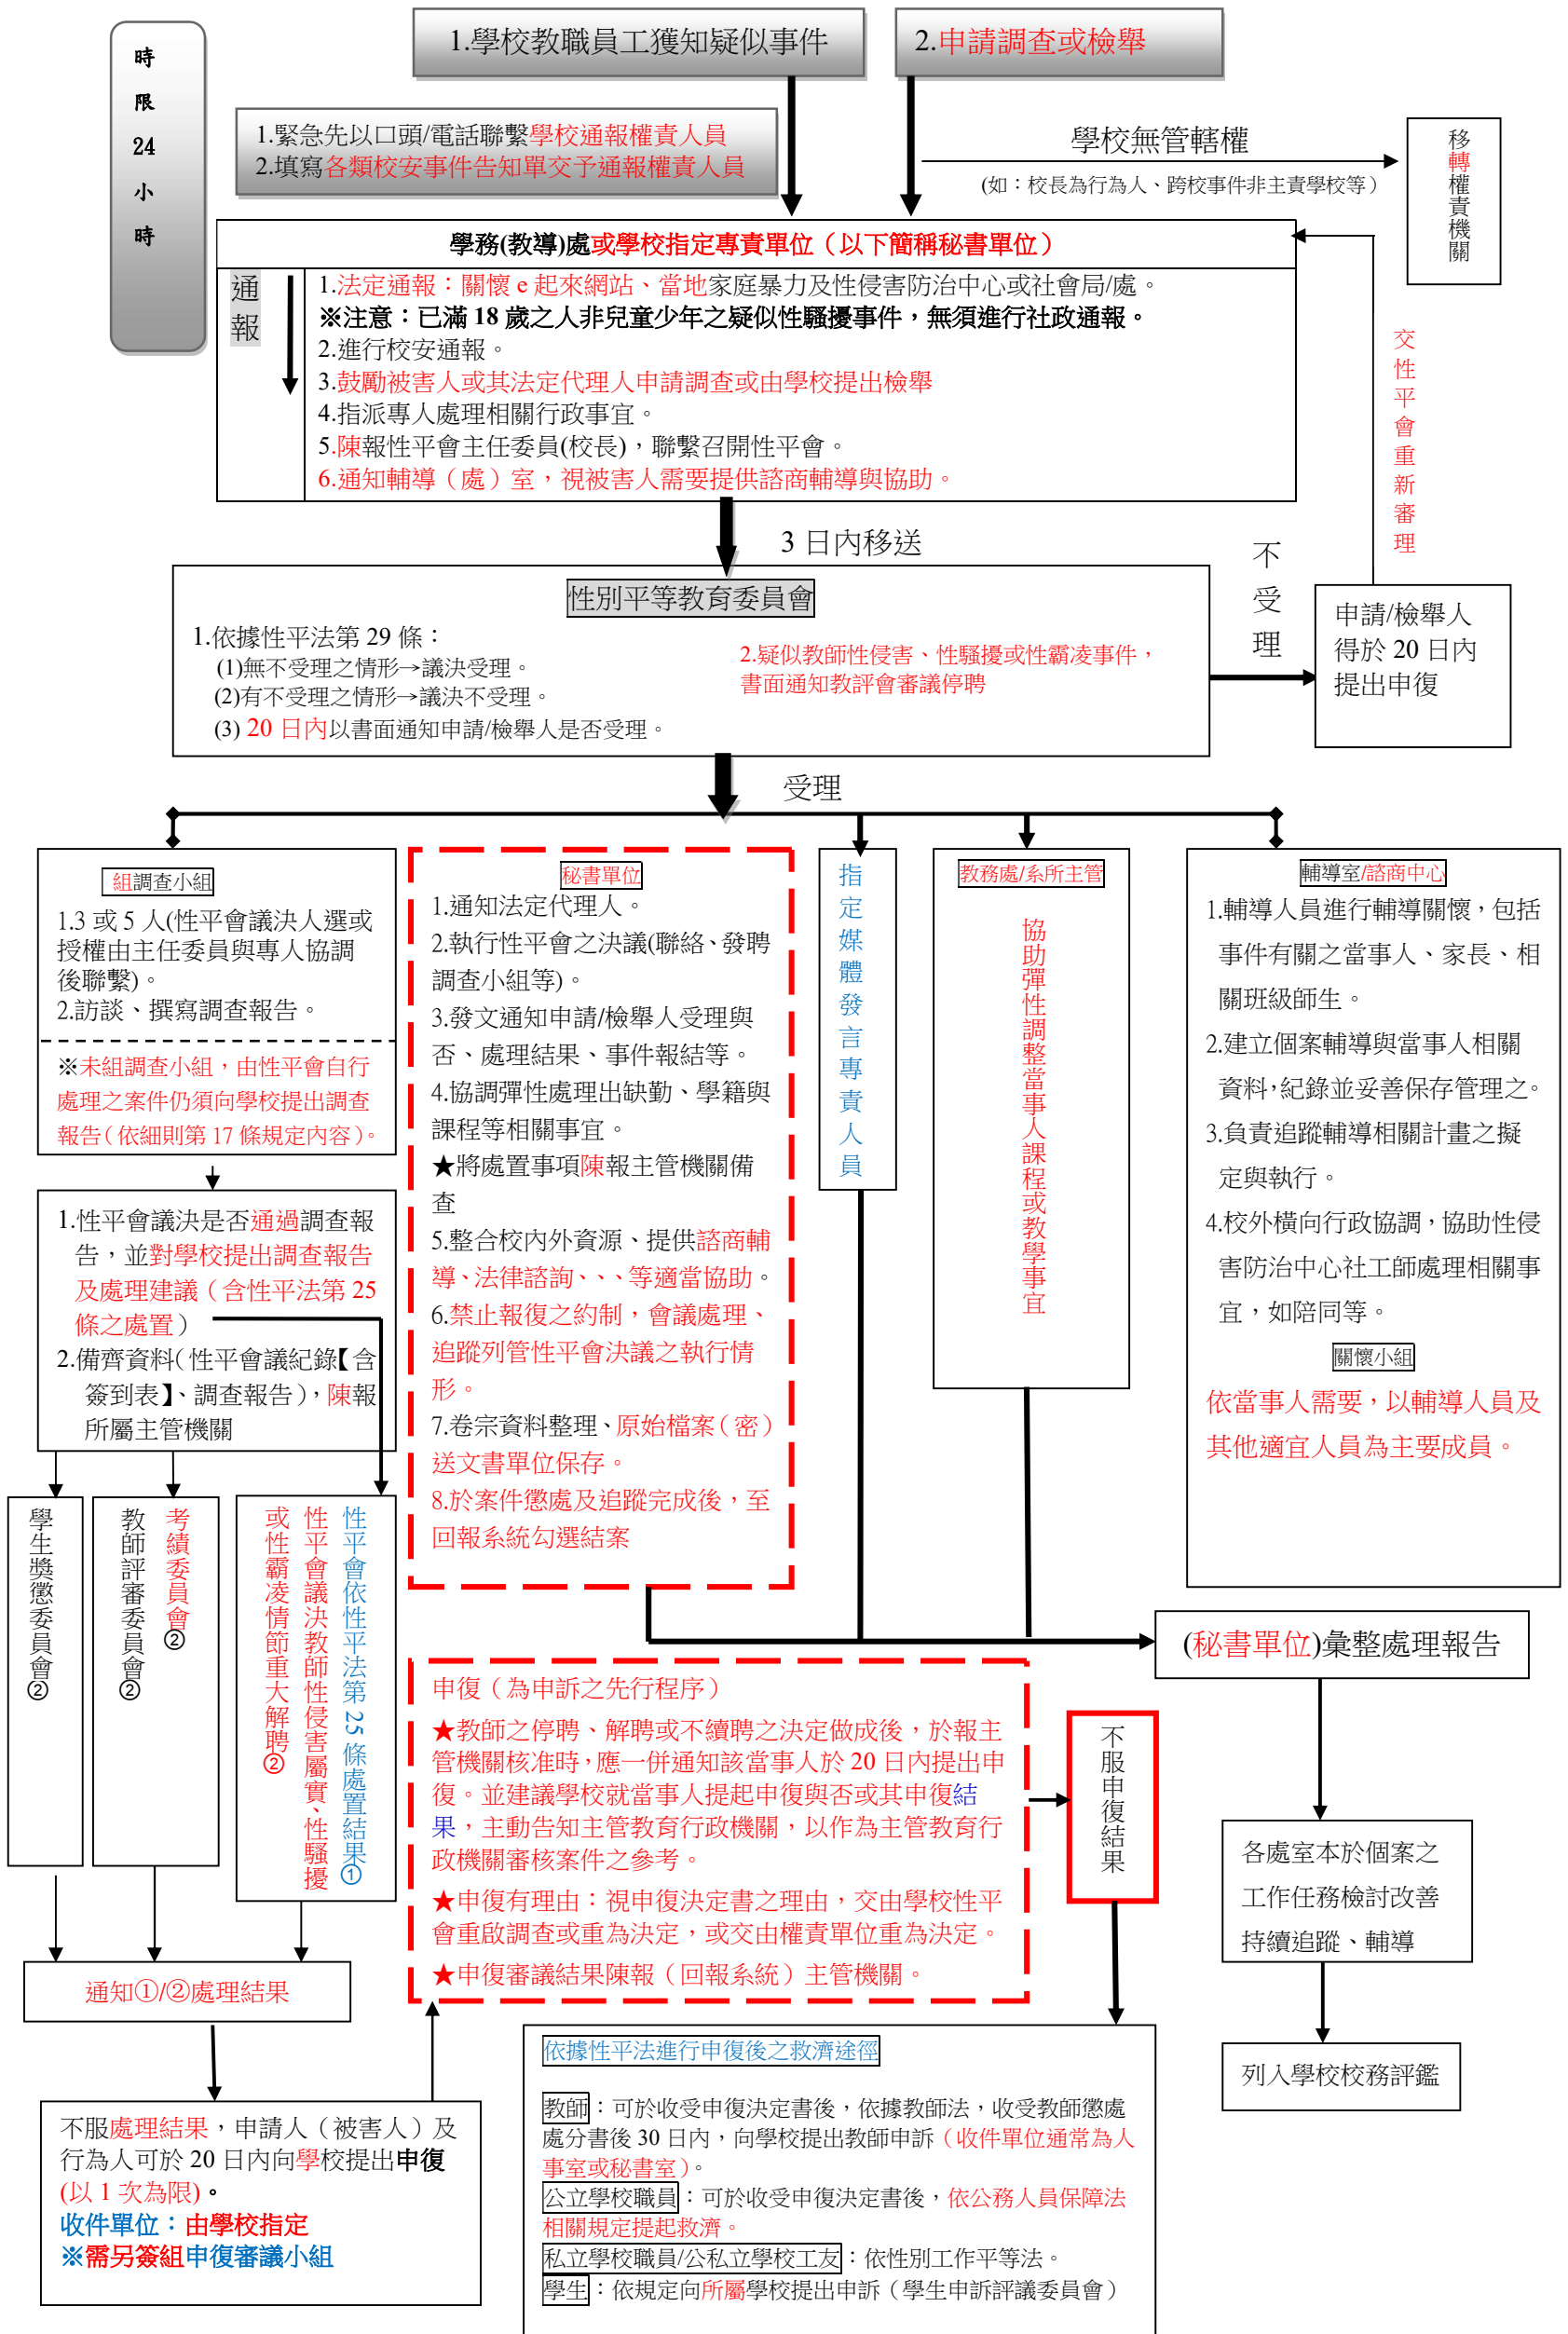 時
限
24
小
時
1.學校教職員工獲知疑似事件
2.申請調查或檢舉
1.緊急先以口頭/電話聯繫學校通報權責人員
2.填寫各類校安事件告知單交予通報權責人員
學校無管轄權
(如：校長為行為人、跨校事件非主責學校等）
移轉權責機關
學務(教導)處或學校指定專責單位（以下簡稱秘書單位）
通報
1.法定通報：關懷 e 起來網站、當地家庭暴力及性侵害防治中心或社會局/處。
※注意：已滿 18 歲之人非兒童少年之疑似性騷擾事件，無須進行社政通報。
2.進行校安通報。
3.鼓勵被害人或其法定代理人申請調查或由學校提出檢舉
4.指派專人處理相關行政事宜。
5.陳報性平會主任委員(校長)，聯繫召開性平會。
6.通知輔導（處）室，視被害人需要提供諮商輔導與協助。
交性平會重新審理
3 日內移送
性別平等教育委員會
1.依據性平法第 29 條：
(1)無不受理之情形→議決受理。
(2)有不受理之情形→議決不受理。
(3) 20 日內以書面通知申請/檢舉人是否受理。
2.疑似教師性侵害、性騷擾或性霸凌事件，
書面通知教評會審議停聘
不受理
申請/檢舉人
得於 20 日內
提出申復
受理
組調查小組
1.3 或 5 人(性平會議決人選或
授權由主任委員與專人協調
後聯繫)。
2.訪談、撰寫調查報告。
※未組調查小組，由性平會自行
處理之案件仍須向學校提出調查
報告（依細則第 17 條規定內容）。
1.性平會議決是否通過調查報
告，並對學校提出調查報告
及處理建議（含性平法第 25
條之處置）
2.備齊資料（性平會議紀錄【含
簽到表】、調查報告），陳報
所屬主管機關
學生獎懲委員會②
考績委員會②
教師評審委員會②
性平會依性平法第 25 條處置結果①
性平會議決教師性侵害屬實、性騷擾
或性霸凌情節重大解聘②
通知①/②處理結果
不服處理結果，申請人（被害人）及
行為人可於 20 日內向學校提出申復
(以 1 次為限)。
收件單位：由學校指定
※需另簽組申復審議小組
秘書單位
1.通知法定代理人。
2.執行性平會之決議(聯絡、發聘
調查小組等)。
3.發文通知申請/檢舉人受理與
否、處理結果、事件報結等。
4.協調彈性處理出缺勤、學籍與
課程等相關事宜。
★將處置事項陳報主管機關備
查
5.整合校內外資源、提供諮商輔
導、法律諮詢、、、等適當協助。
6.禁止報復之約制，會議處理、
追蹤列管性平會決議之執行情
形。
7.卷宗資料整理、原始檔案（密）
送文書單位保存。
8.於案件懲處及追蹤完成後，至
回報系統勾選結案
指定媒體發言專責人員
教務處/系所主管
協助彈性調整當事人課程或教學事宜
輔導室/諮商中心
1.輔導人員進行輔導關懷，包括
事件有關之當事人、家長、相
關班級師生。
2.建立個案輔導與當事人相關
資料，紀錄並妥善保存管理之。
3.負責追蹤輔導相關計畫之擬
定與執行。
4.校外橫向行政協調，協助性侵
害防治中心社工師處理相關事
宜，如陪同等。
關懷小組
依當事人需要，以輔導人員及
其他適宜人員為主要成員。
(秘書單位)彙整處理報告
各處室本於個案之
工作任務檢討改善
持續追蹤、輔導
列入學校校務評鑑
申復（為申訴之先行程序）
★教師之停聘、解聘或不續聘之決定做成後，於報主
管機關核准時，應一併通知該當事人於 20 日內提出申
復。並建議學校就當事人提起申復與否或其申復結
果，主動告知主管教育行政機關，以作為主管教育行
政機關審核案件之參考。
★申復有理由：視申復決定書之理由，交由學校性平
會重啟調查或重為決定，或交由權責單位重為決定。
★申復審議結果陳報（回報系統）主管機關。
不服申復結果
依據性平法進行申復後之救濟途徑
教師：可於收受申復決定書後，依據教師法，收受教師懲處
處分書後 30 日內，向學校提出教師申訴（收件單位通常為人
事室或秘書室）。
公立學校職員：可於收受申復決定書後，依公務人員保障法
相關規定提起救濟。
私立學校職員/公私立學校工友：依性別工作平等法。
學生：依規定向所屬學校提出申訴（學生申訴評議委員會）